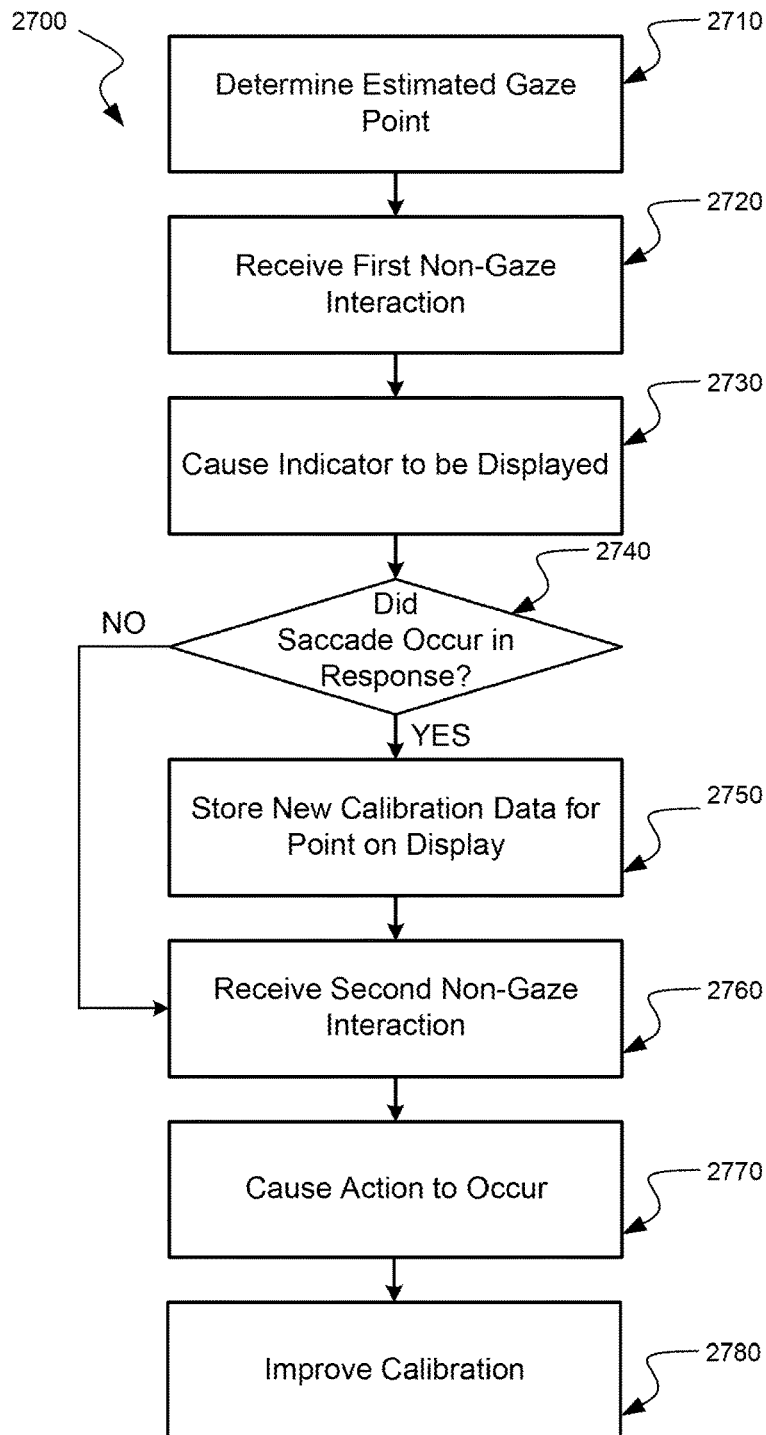 2700
2710
Determine Estimated Gaze
Point
2720
Receive First Non-Gaze
Interaction
2730
Cause Indicator to be Displayed
2740
NO
Did
Saccade Occur in
Response?
YES
2750
Store New Calibration Data for
Point on Display
2760
Receive Second Non-Gaze
Interaction
2770
Cause Action to Occur
2780
Improve Calibration